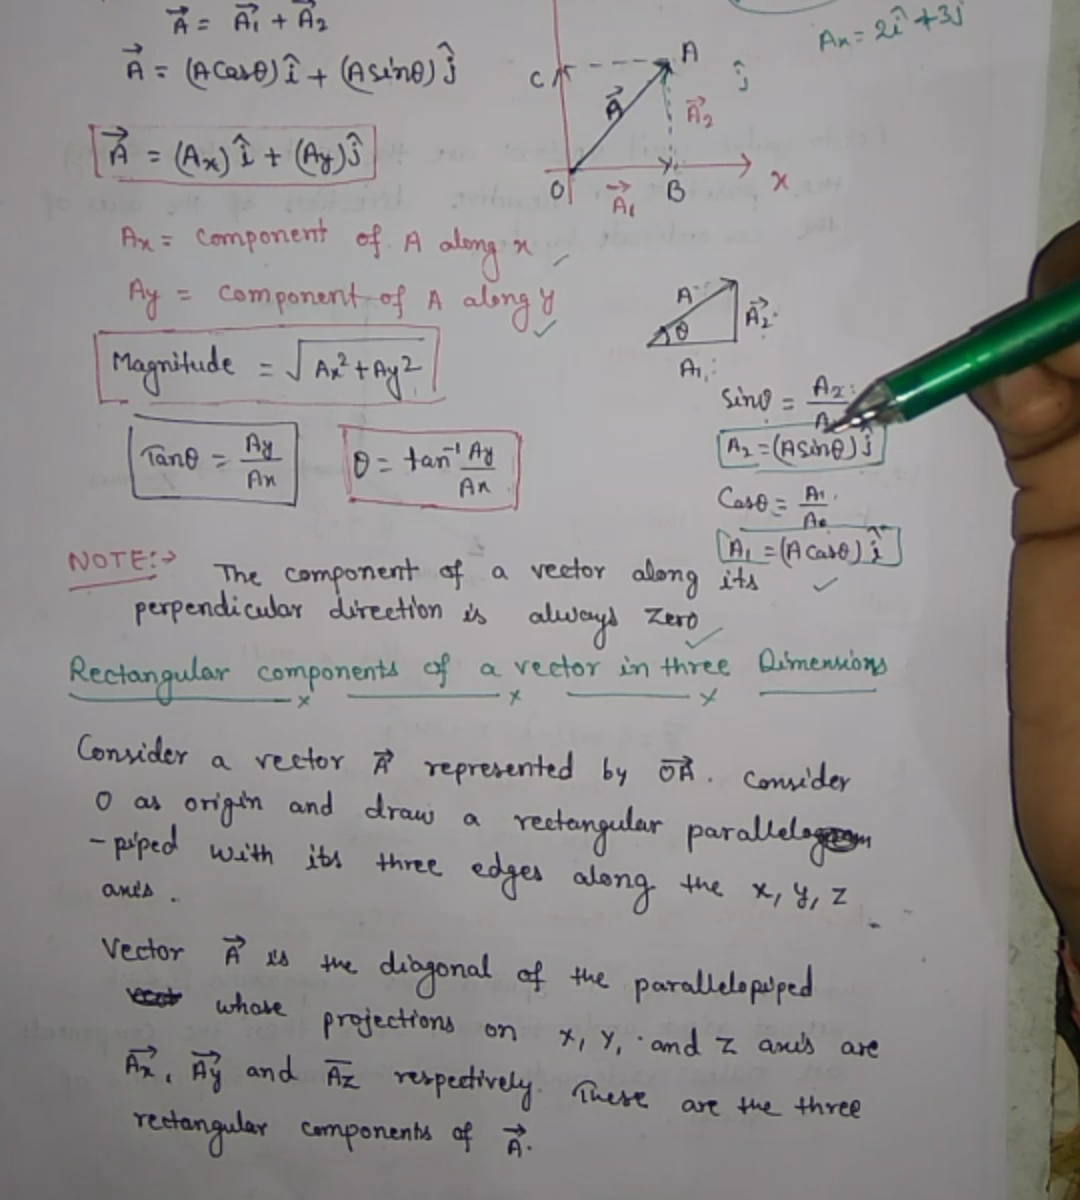 A⃗ = A⃗₁ + A⃗₂
A⃗ = (A Cosθ) î + (A sinθ) ĵ
Ax = 2î + 3j
A⃗ = (Ax) î + (Ay) ĵ
C
A
A⃗
ĵ
A⃗₂
O
A⃗₁
B
x
Ax = Component of A along x
Ay = Component of A along y
A
θ
A⃗₂
A₁
Magnitude = √Ax² + Ay²
Sinθ = A₂/A
A₂ = (A Sinθ) ĵ
Tanθ = Ay/Ax
θ = tan⁻¹ Ay/Ax
Cosθ = A₁/A
A₁ = (A cosθ) î
NOTE:→ The component of a vector along its
perpendicular direction is always Zero
Rectangular components of a vector in three Dimensions
Consider a vector A⃗ represented by OA⃗. Consider
O as origin and draw a rectangular parallelo
-piped with its three edges along the x, y, z
axis.
Vector A⃗ is the diagonal of the parallelopiped
whose projections on x, y, and z axis are
A⃗x, A⃗y and A̅z respectively. These are the three
rectangular components of A⃗.